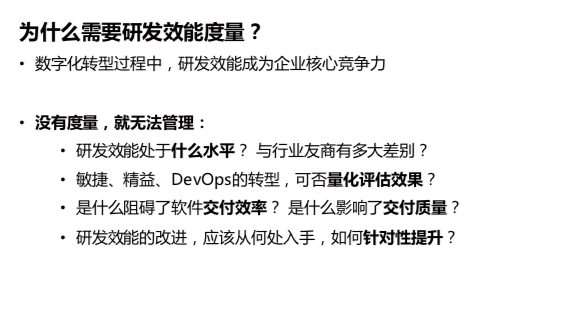 为什么需要研发效能度量？
• 数字化转型过程中，研发效能成为企业核心竞争力
• 没有度量，就无法管理：
• 研发效能处于什么水平？ 与行业友商有多大差别？
• 敏捷、精益、DevOps的转型，可否量化评估效果？
• 是什么阻碍了软件交付效率？ 是什么影响了交付质量？
• 研发效能的改进，应该从何处入手，如何针对性提升？